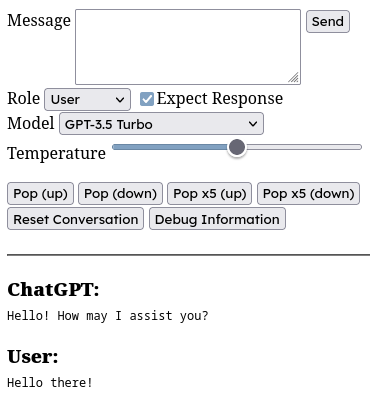 Message
Send
Role User Expect Response
Model GPT-3.5 Turbo
Temperature
Pop (up) Pop (down) Pop x5 (up) Pop x5 (down)
Reset Conversation Debug Information
ChatGPT:
Hello! How may I assist you?
User:
Hello there!